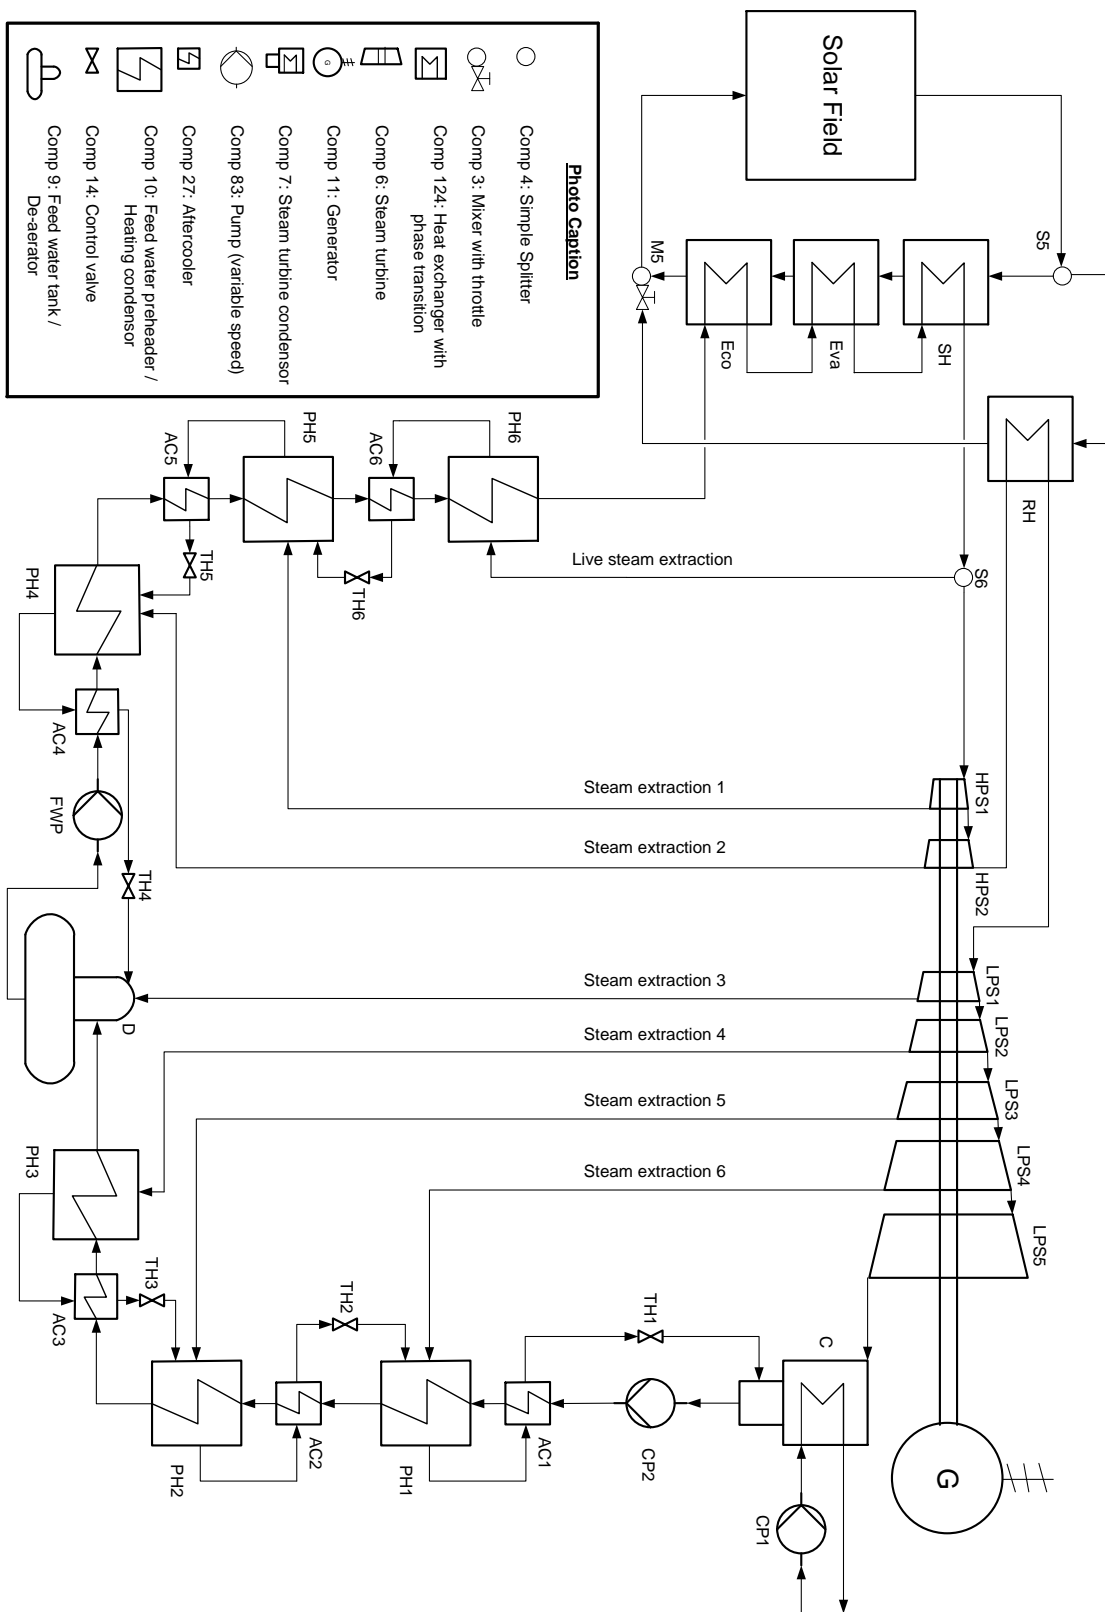 Solar Field
S5
M5
SH
Eva
Eco
RH
S6
Live steam extraction
PH6
AC6
TH6
PH5
AC5
TH5
PH4
AC4
FWP
TH4
D
HPS1
HPS2
LPS1
LPS2
LPS3
LPS4
LPS5
G
Steam extraction 1
Steam extraction 2
Steam extraction 3
Steam extraction 4
Steam extraction 5
Steam extraction 6
PH3
AC3
TH3
PH2
AC2
TH2
PH1
AC1
TH1
CP2
C
CP1
Photo Caption
Comp 4: Simple Splitter
Comp 3: Mixer with throttle
Comp 124: Heat exchanger with
phase transition
Comp 6: Steam turbine
G
Comp 11: Generator
Comp 7: Steam turbine condensor
Comp 83: Pump (variable speed)
Comp 27: Aftercooler
Comp 10: Feed water preheader /
Heating condensor
Comp 14: Control valve
Comp 9: Feed water tank /
De-aerator